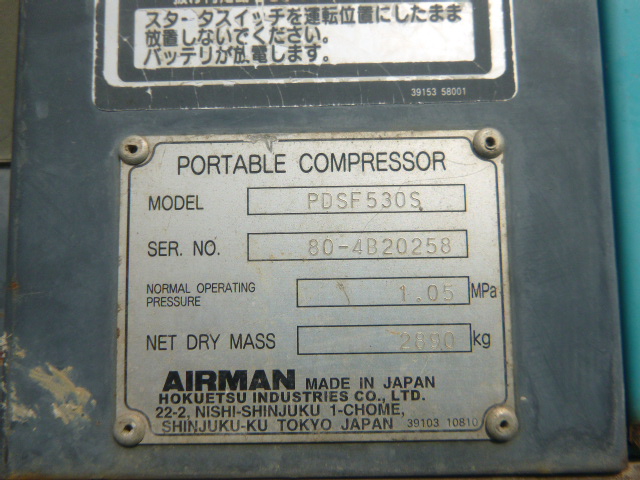 スタータスイッチを運転位置にしたまま
放置しないでください。
バッテリが放電します。
39153 58001
PORTABLE COMPRESSOR
MODEL PDSF530S
SER. NO. 80-4B20258
NORMAL OPERATING PRESSURE 1.05 MPa
NET DRY MASS 2890 kg
AIRMAN MADE IN JAPAN
HOKUETSU INDUSTRIES CO., LTD.
22-2, NISHI-SHINJUKU 1-CHOME,
SHINJUKU-KU TOKYO JAPAN 39103 10810